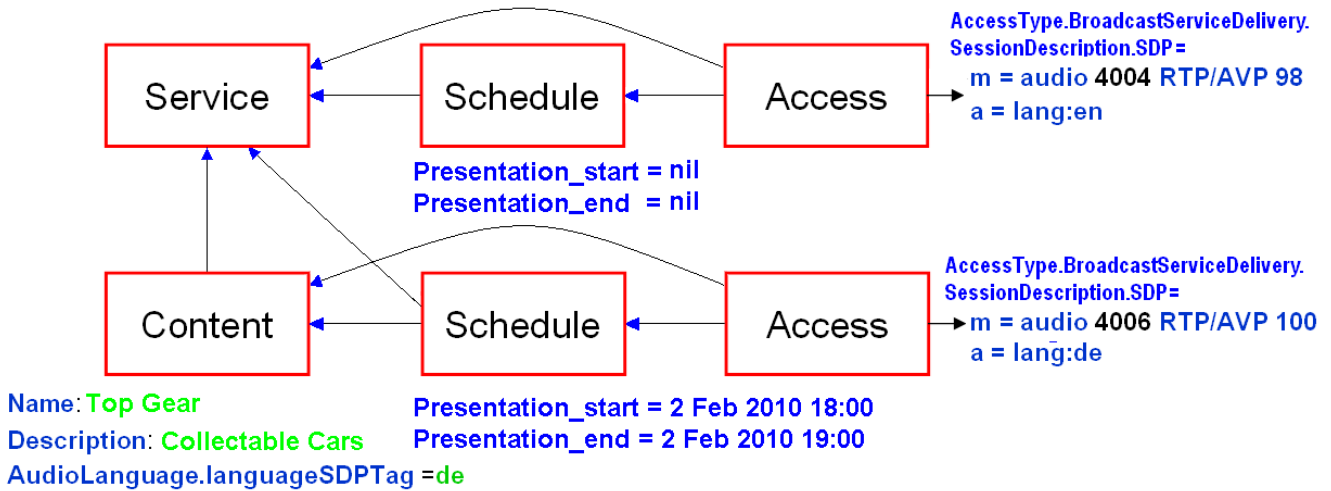 AccessType.BroadcastServiceDelivery.
SessionDescription.SDP=
m = audio 4004 RTP/AVP 98
a = lang:en
Service
Schedule
Access
Presentation_start = nil
Presentation_end = nil
AccessType.BroadcastServiceDelivery.
SessionDescription.SDP=
m = audio 4006 RTP/AVP 100
a = lang:de
Content
Schedule
Access
Name: Top Gear
Description: Collectable Cars
AudioLanguage.languageSDPTag =de
Presentation_start = 2 Feb 2010 18:00
Presentation_end = 2 Feb 2010 19:00